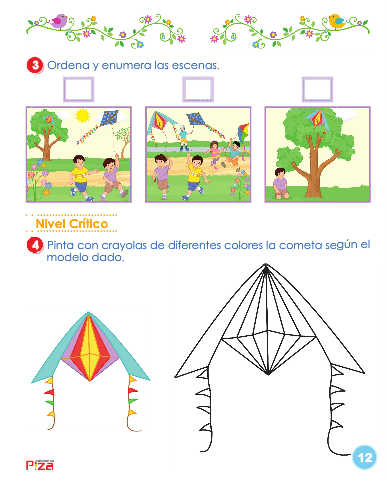 3 Ordena y enumera las escenas.
Nivel Crítico
4 Pinta con crayolas de diferentes colores la cometa según el
modelo dado.
PIZA
12